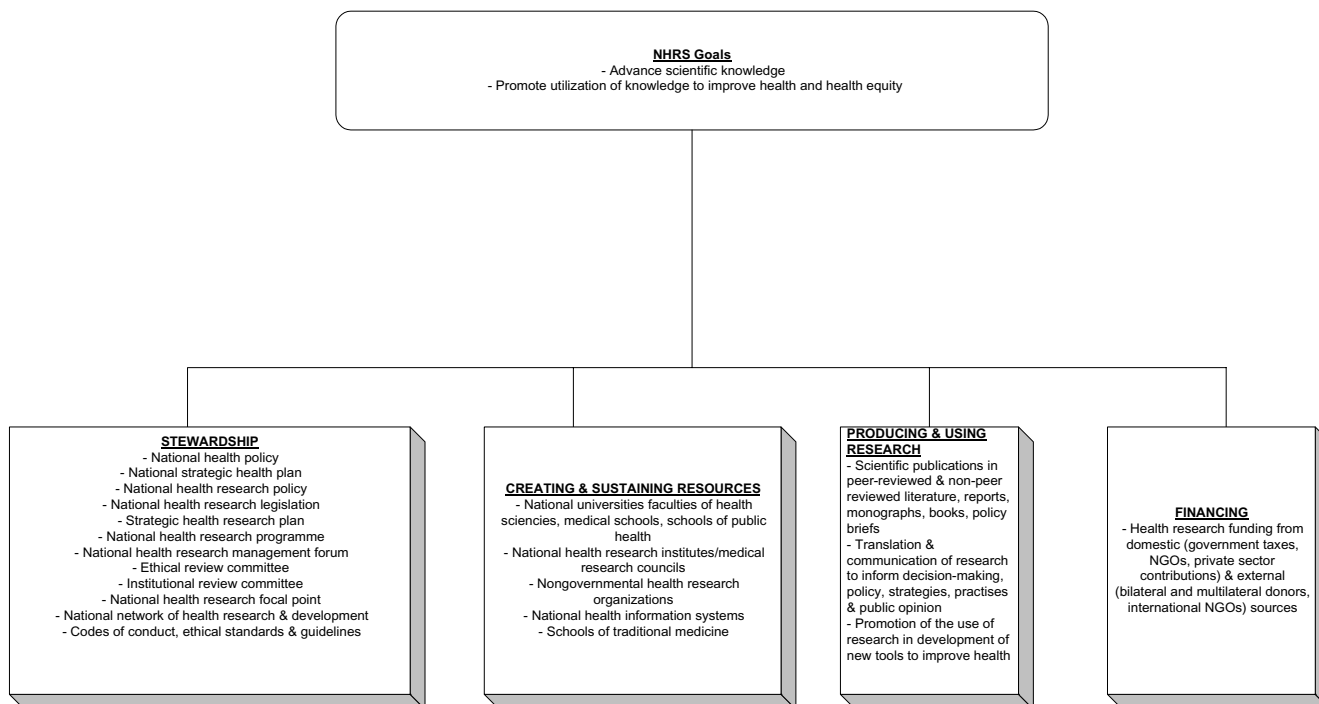 NHRS Goals
- Advance scientific knowledge
- Promote utilization of knowledge to improve health and health equity
STEWARDSHIP
- National health policy
- National strategic health plan
- National health research policy
- National health research legislation
- Strategic health research plan
- National health research programme
- National health research management forum
- Ethical review committee
- Institutional review committee
- National health research focal point
- National network of health research & development
- Codes of conduct, ethical standards & guidelines
CREATING & SUSTAINING RESOURCES
- National universities faculties of health
sciences, medical schools, schools of public
health
- National health research institutes/medical
research councils
- Nongovernmental health research
organizations
- National health information systems
- Schools of traditional medicine
PRODUCING & USING
RESEARCH
- Scientific publications in
peer-reviewed & non-peer
reviewed literature, reports,
monographs, books, policy
briefs
- Translation &
communication of research
to inform decision-making,
policy, strategies, practises
& public opinion
- Promotion of the use of
research in development of
new tools to improve health
FINANCING
- Health research funding from
domestic (government taxes,
NGOs, private sector
contributions) & external
(bilateral and multilateral donors,
international NGOs) sources